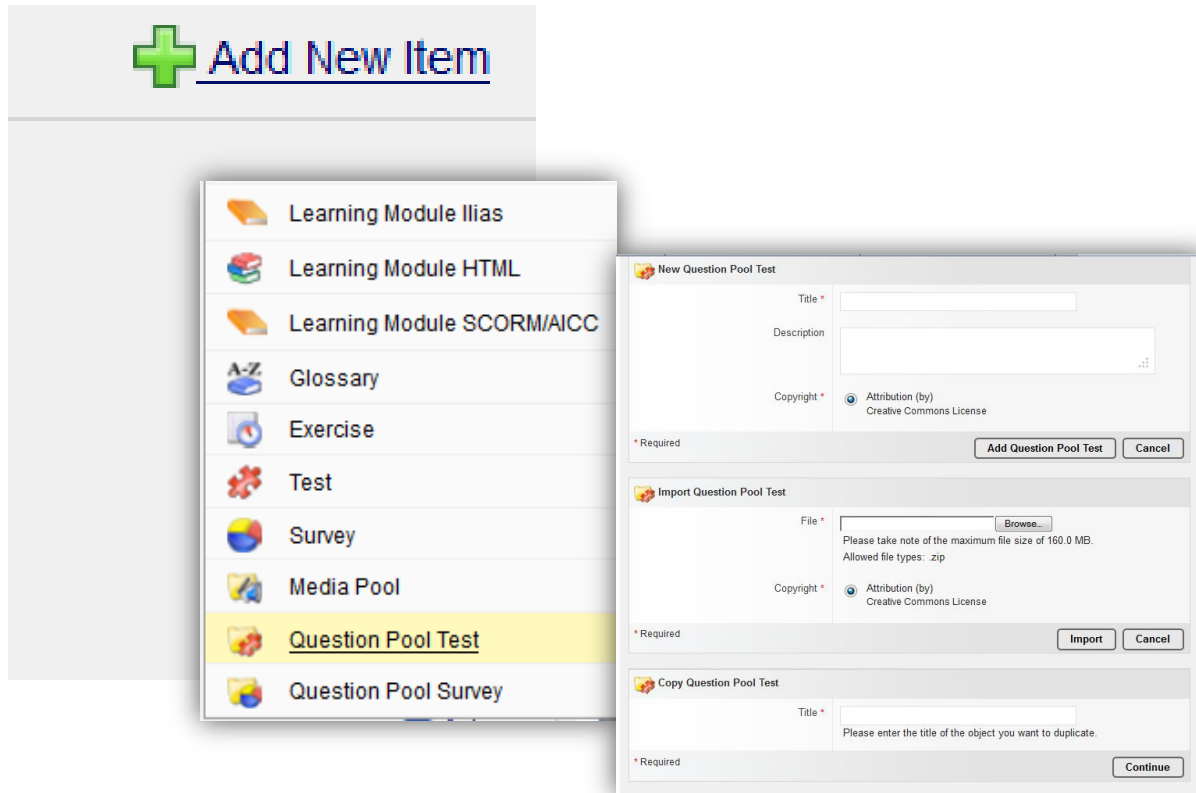 Add New Item
Learning Module Ilias
Learning Module HTML
Learning Module SCORM/AICC
A-Z
Glossary
Exercise
Test
Survey
Media Pool
Question Pool Test
Question Pool Survey
New Question Pool Test
Title *
Description
Copyright *
Attribution (by)
Creative Commons License
* Required
Add Question Pool Test
Cancel
Import Question Pool Test
File *
Browse...
Please take note of the maximum file size of 160.0 MB.
Allowed file types: .zip
Copyright *
Attribution (by)
Creative Commons License
* Required
Import
Cancel
Copy Question Pool Test
Title *
Please enter the title of the object you want to duplicate.
* Required
Continue